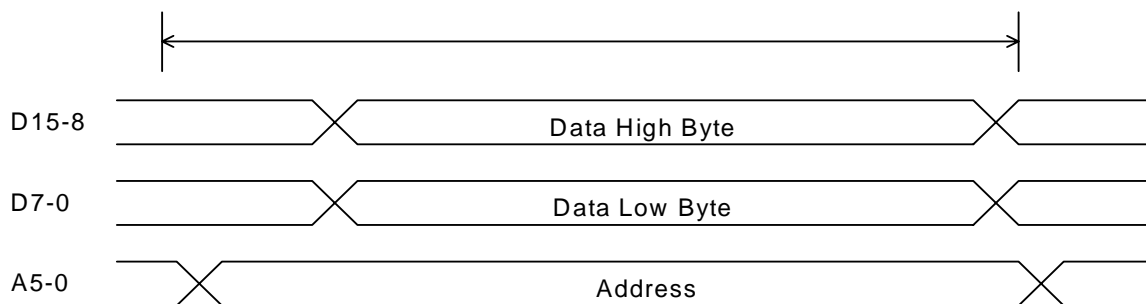 D15-8 Data High Byte
D7-0 Data Low Byte
A5-0 Address